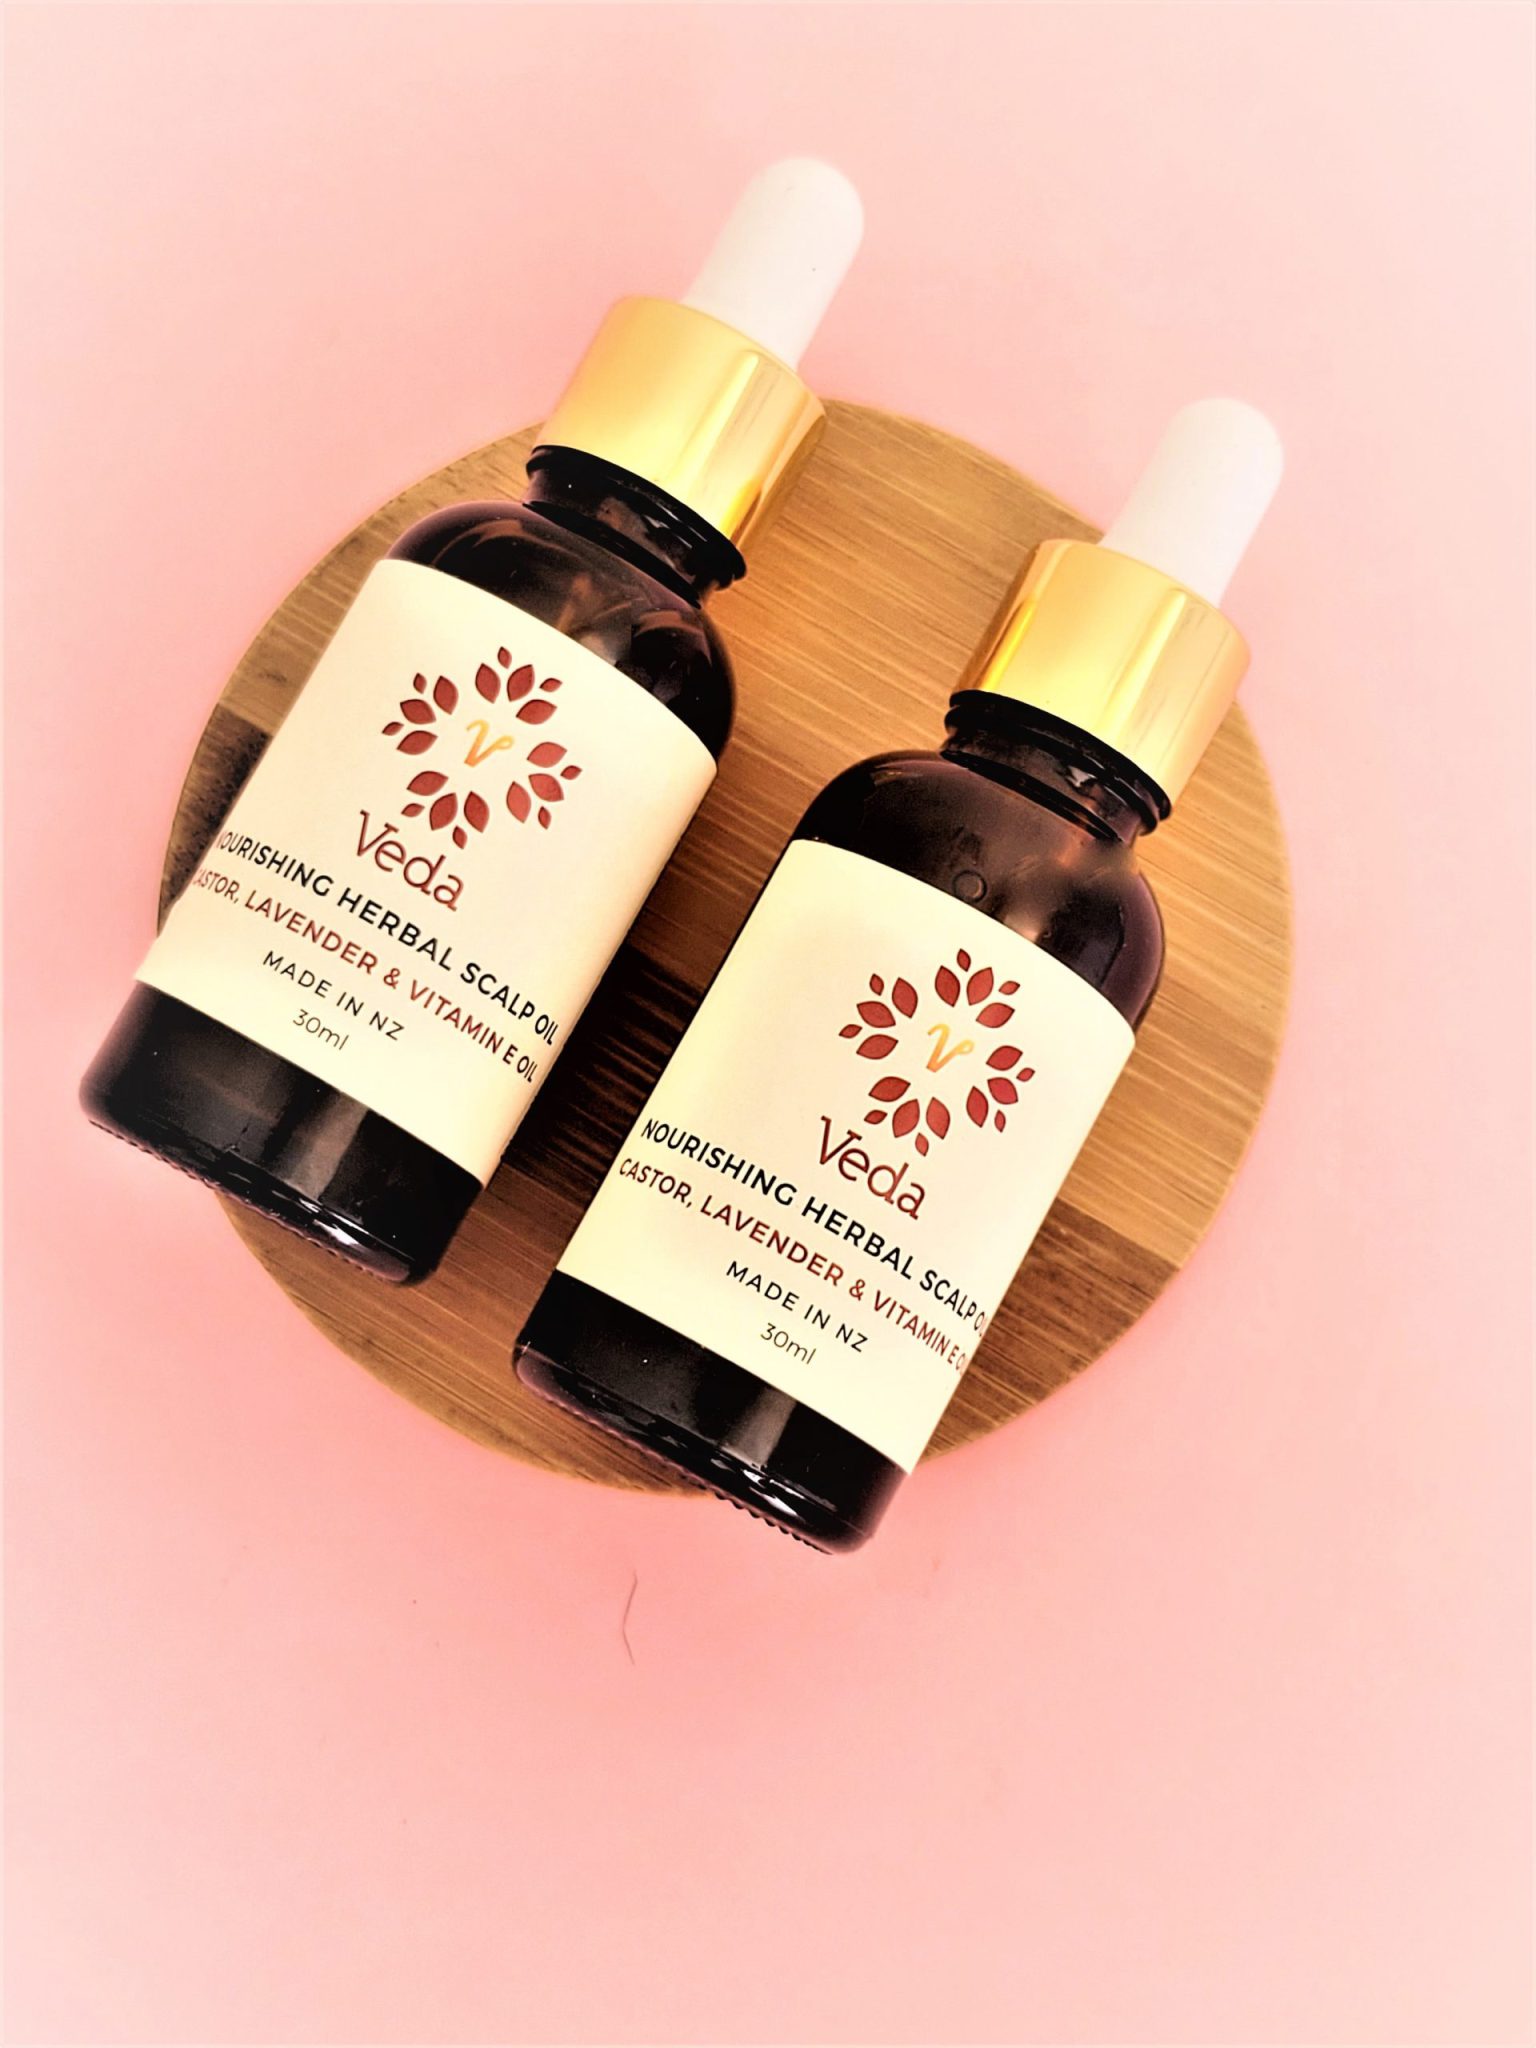 V
Veda
NOURISHING HERBAL SCALP OIL
CASTOR, LAVENDER & VITAMIN E OIL
MADE IN NZ
30ml
V
Veda
NOURISHING HERBAL SCALP
CASTOR, LAVENDER & VITAMIN E
MADE IN NZ
30ml